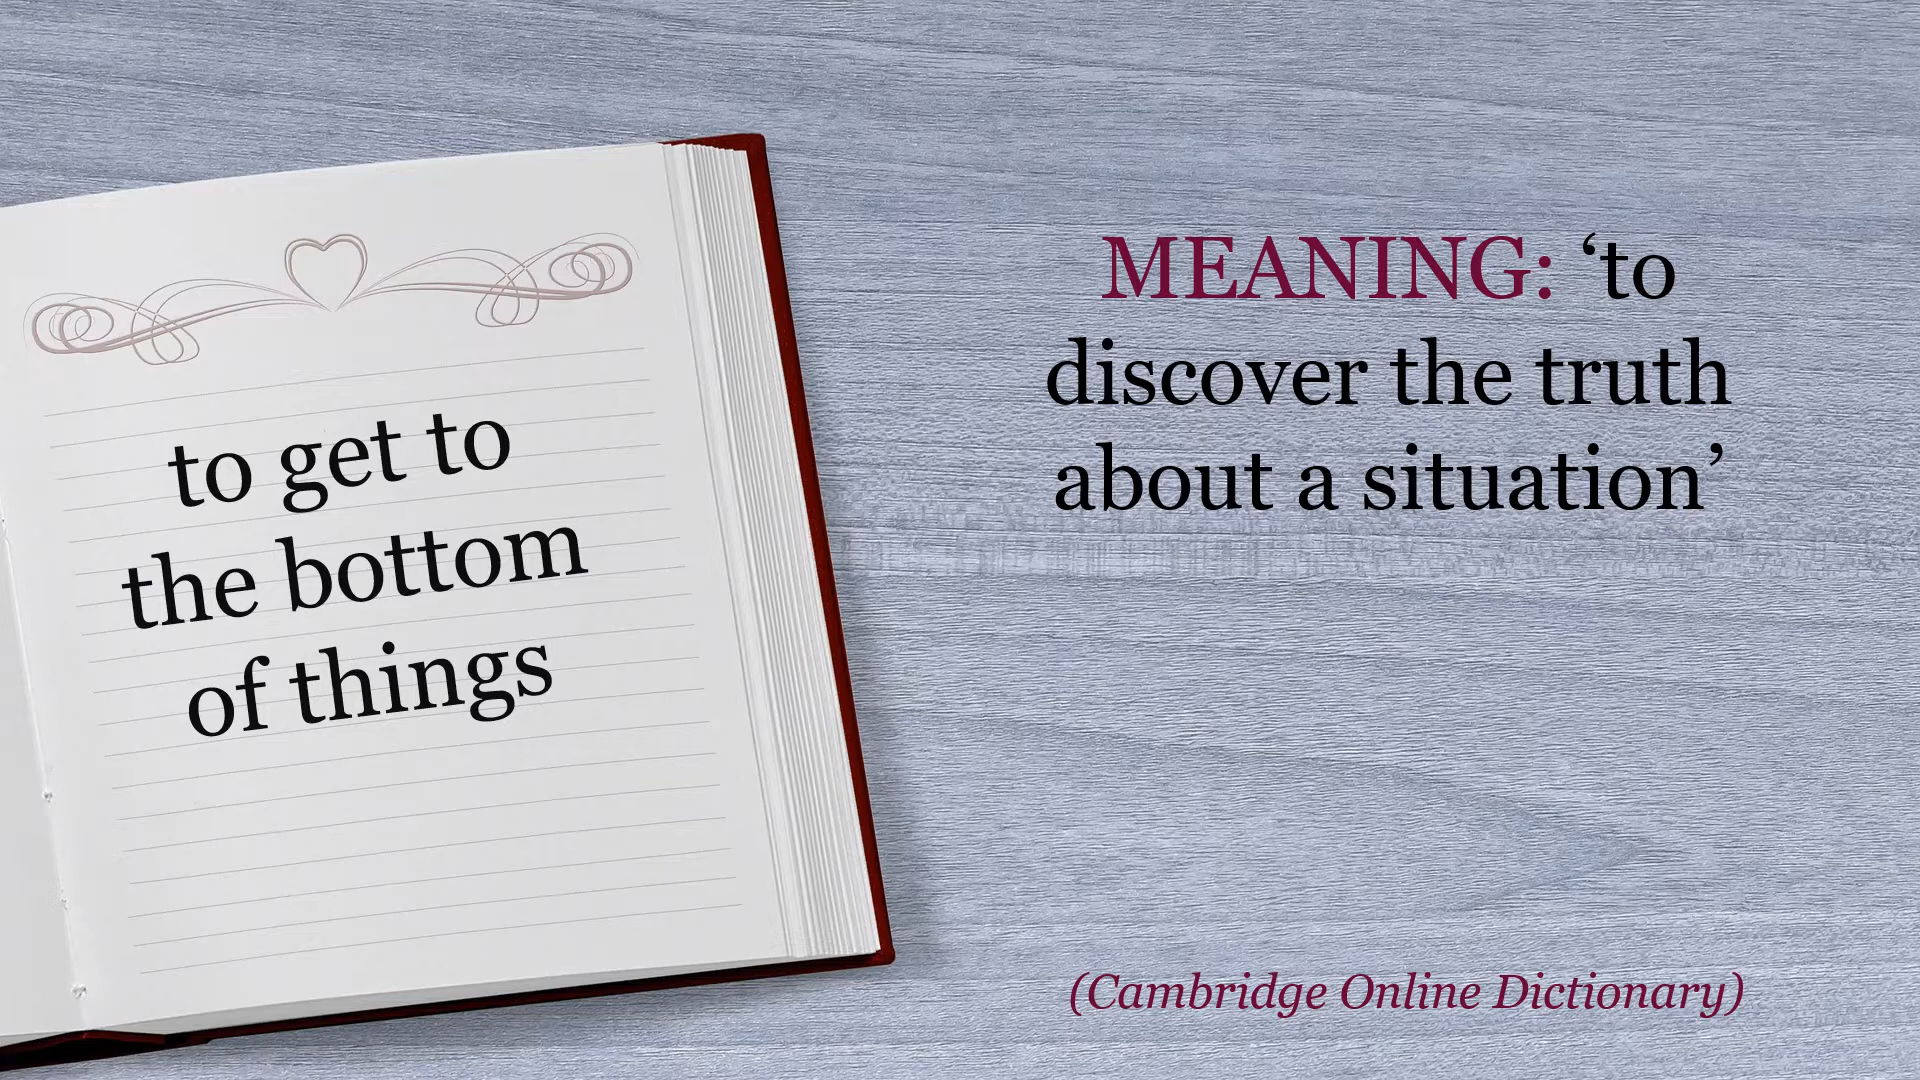 to get to
the bottom
of things
MEANING: ‘to
discover the truth
about a situation’
(Cambridge Online Dictionary)